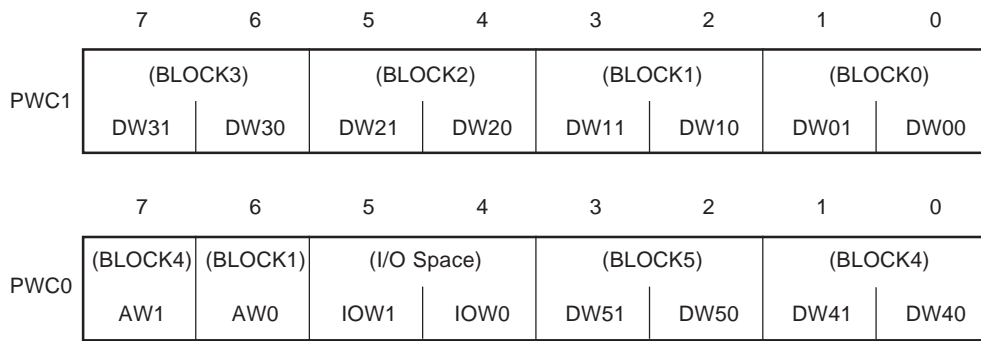 7 6 5 4 3 2 1 0
(BLOCK3) (BLOCK2) (BLOCK1) (BLOCK0)
PWC1
DW31 DW30 DW21 DW20 DW11 DW10 DW01 DW00
7 6 5 4 3 2 1 0
(BLOCK4) (BLOCK1) (I/O Space) (BLOCK5) (BLOCK4)
PWC0
AW1 AW0 IOW1 IOW0 DW51 DW50 DW41 DW40